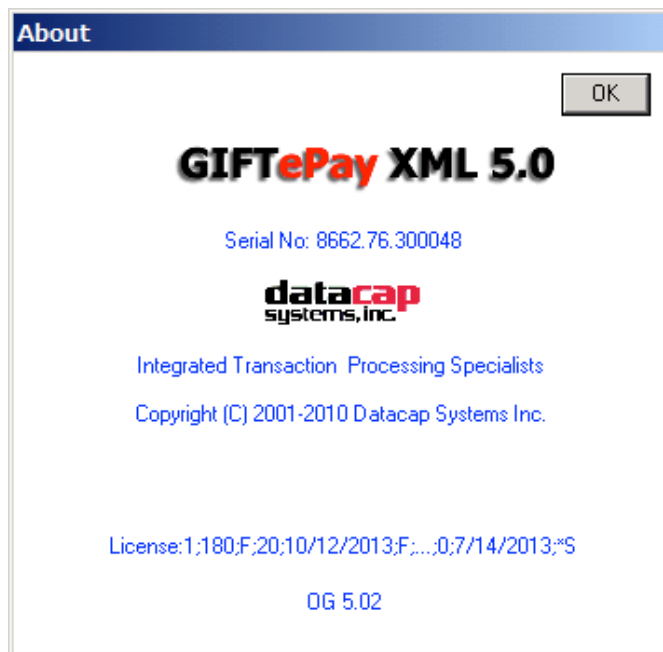 About
OK
GIFTePay XML 5.0
Serial No: 8662.76.300048
datacap
systems,inc.
Integrated Transaction  Processing Specialists
Copyright (C) 2001-2010 Datacap Systems Inc.
License:1;180;F;20;10/12/2013;F;...;0;7/14/2013;*S
OG 5.02